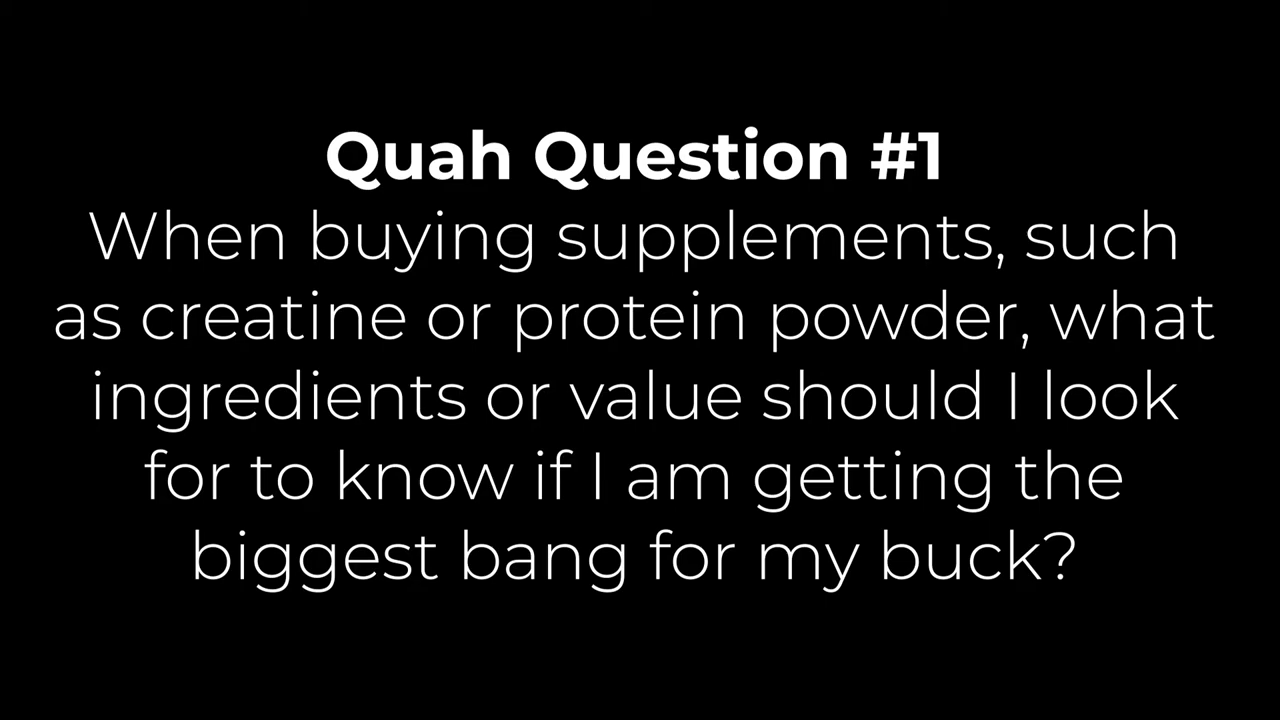 Quah Question #1
When buying supplements, such
as creatine or protein powder, what
ingredients or value should I look
for to know if I am getting the
biggest bang for my buck?